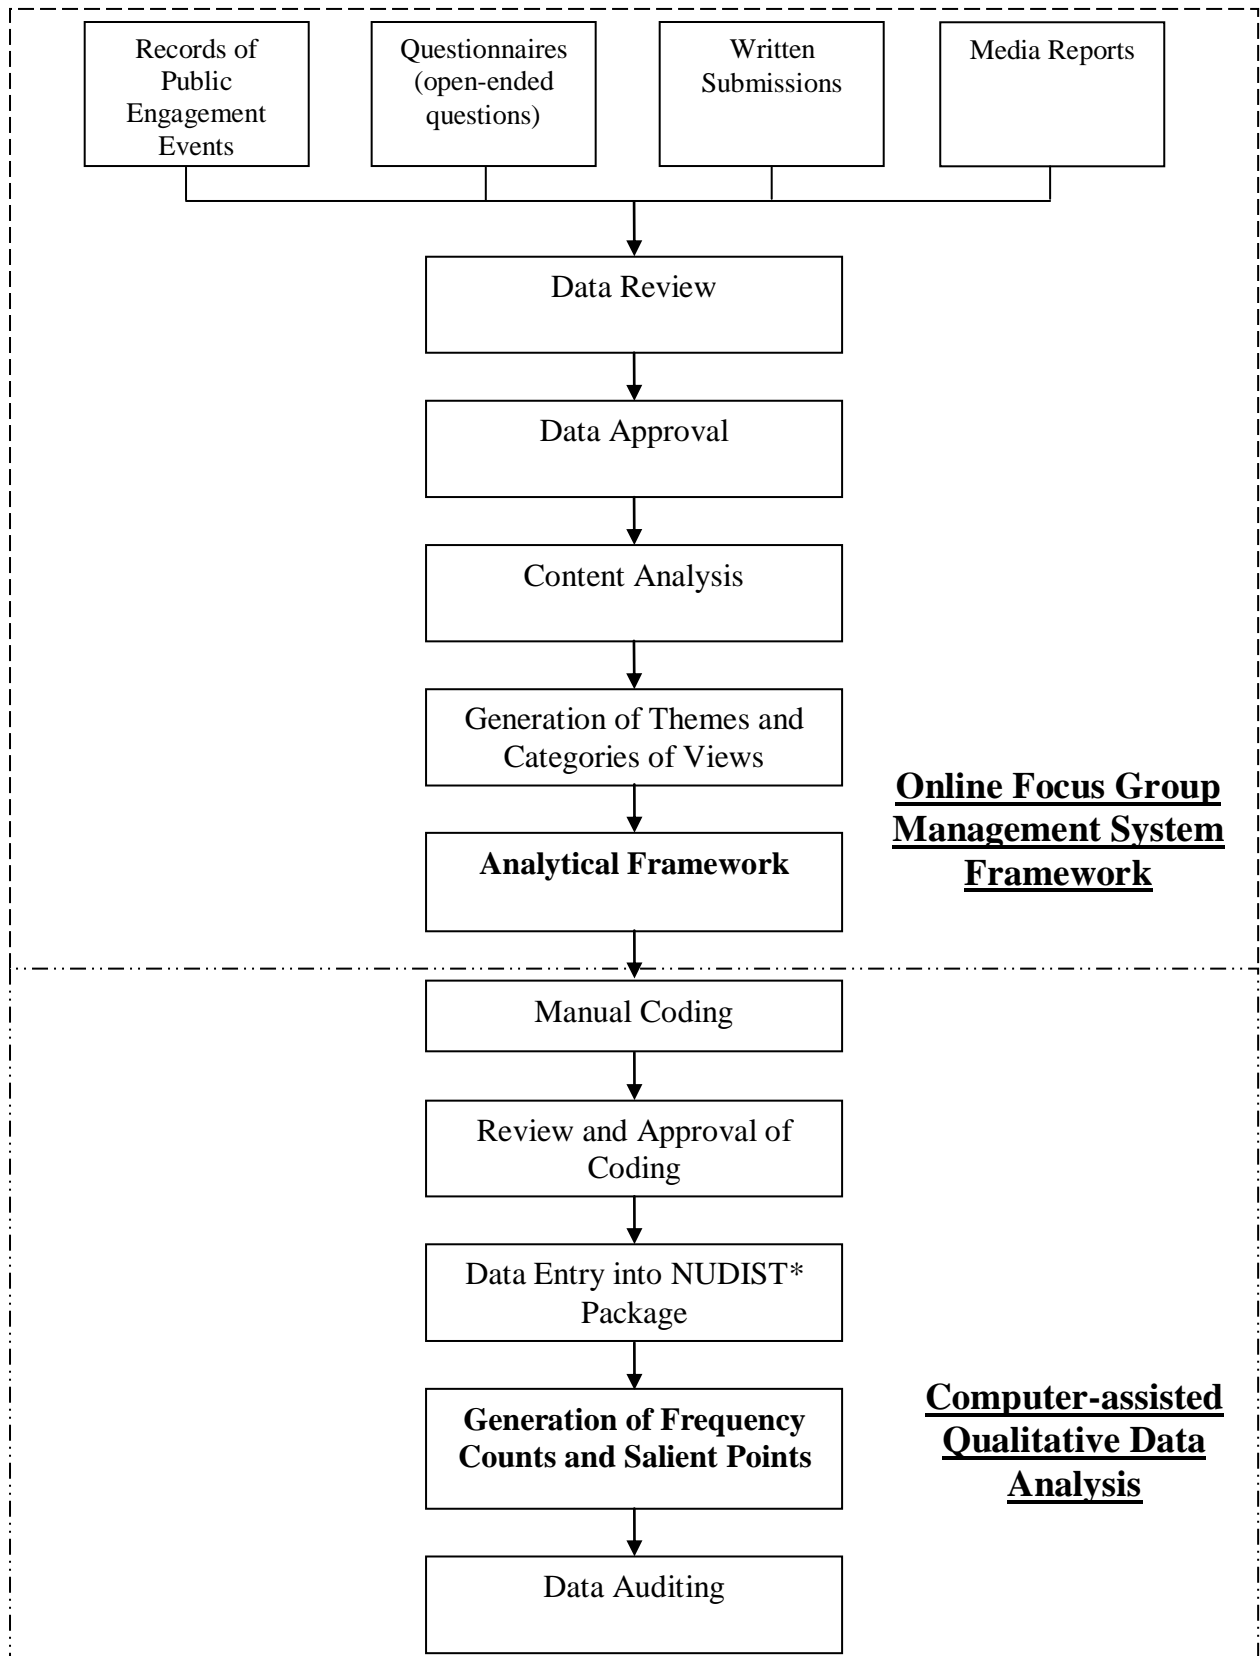 Records of
Public
Engagement
Events
Questionnaires
(open-ended
questions)
Written
Submissions
Media Reports
Data Review
Data Approval
Content Analysis
Generation of Themes and
Categories of Views
Online Focus Group
Management System
Framework
Analytical Framework
Manual Coding
Review and Approval of
Coding
Data Entry into NUDIST*
Package
Generation of Frequency
Counts and Salient Points
Computer-assisted
Qualitative Data
Analysis
Data Auditing